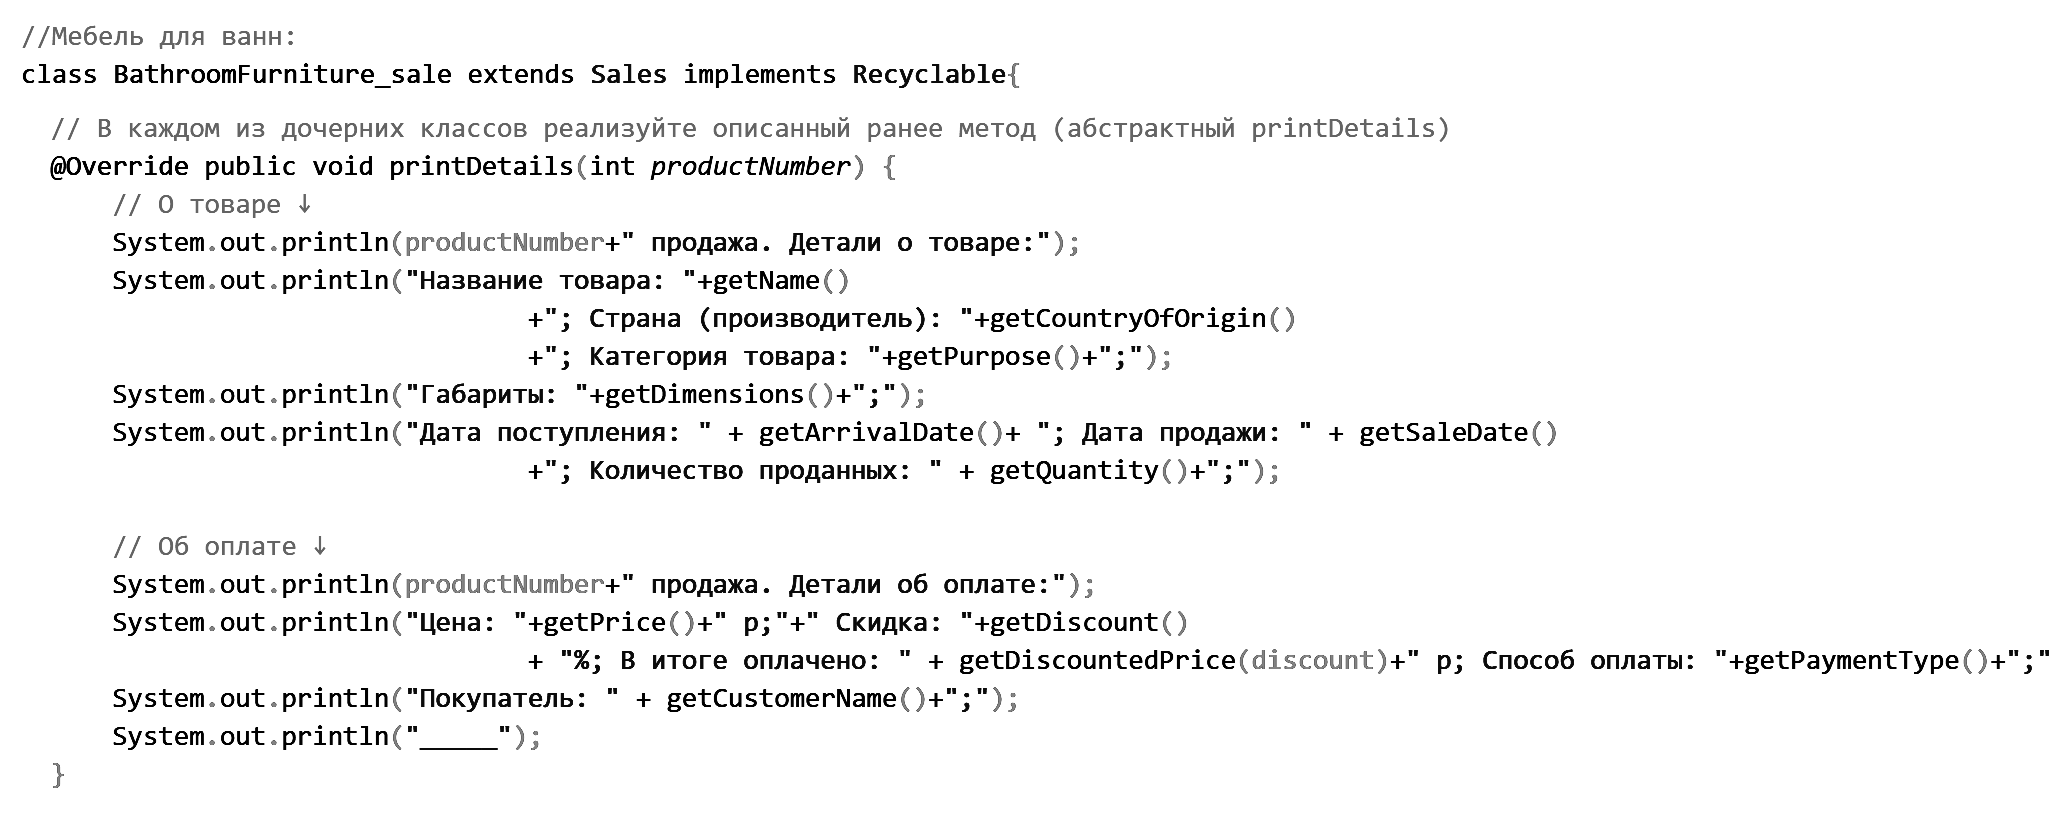 //Мебель для ванн:
class BathroomFurniture_sale extends Sales implements Recyclable{
// В каждом из дочерних классов реализуйте описанный ранее метод (абстрактный printDetails)
@Override public void printDetails(int productNumber) {
// О товаре ↓
System.out.println(productNumber+" продажа. Детали о товаре:");
System.out.println("Название товара: "+getName()
+"; Страна (производитель): "+getCountryOfOrigin()
+"; Категория товара: "+getPurpose()+";");
System.out.println("Габариты: "+getDimensions()+";");
System.out.println("Дата поступления: " + getArrivalDate()+ "; Дата продажи: " + getSaleDate()
+"; Количество проданных: " + getQuantity()+";");
// Об оплате ↓
System.out.println(productNumber+" продажа. Детали об оплате:");
System.out.println("Цена: "+getPrice()+" р;"+" Скидка: "+getDiscount()
+ "%; В итоге оплачено: " + getDiscountedPrice(discount)+" р; Способ оплаты: "+getPaymentType()+";"
System.out.println("Покупатель: " + getCustomerName()+";");
System.out.println("_____");
}